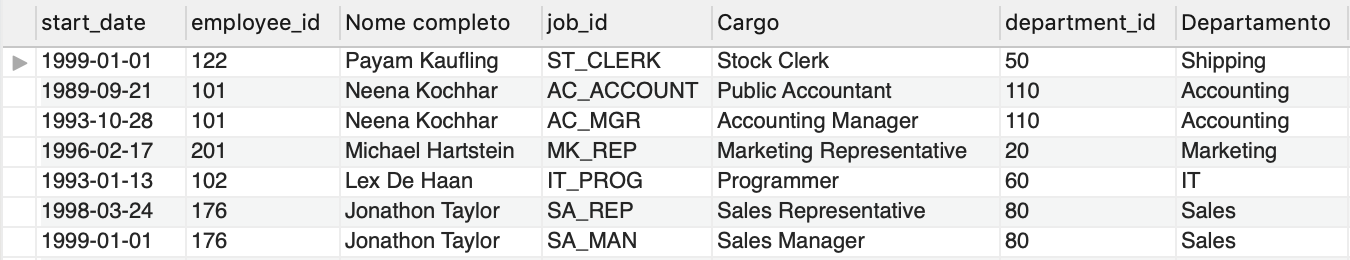 start_date employee_id Nome completo job_id Cargo department_id Departamento
1999-01-01 122 Payam Kaufling ST_CLERK Stock Clerk 50 Shipping
1989-09-21 101 Neena Kochhar AC_ACCOUNT Public Accountant 110 Accounting
1993-10-28 101 Neena Kochhar AC_MGR Accounting Manager 110 Accounting
1996-02-17 201 Michael Hartstein MK_REP Marketing Representative 20 Marketing
1993-01-13 102 Lex De Haan IT_PROG Programmer 60 IT
1998-03-24 176 Jonathon Taylor SA_REP Sales Representative 80 Sales
1999-01-01 176 Jonathon Taylor SA_MAN Sales Manager 80 Sales